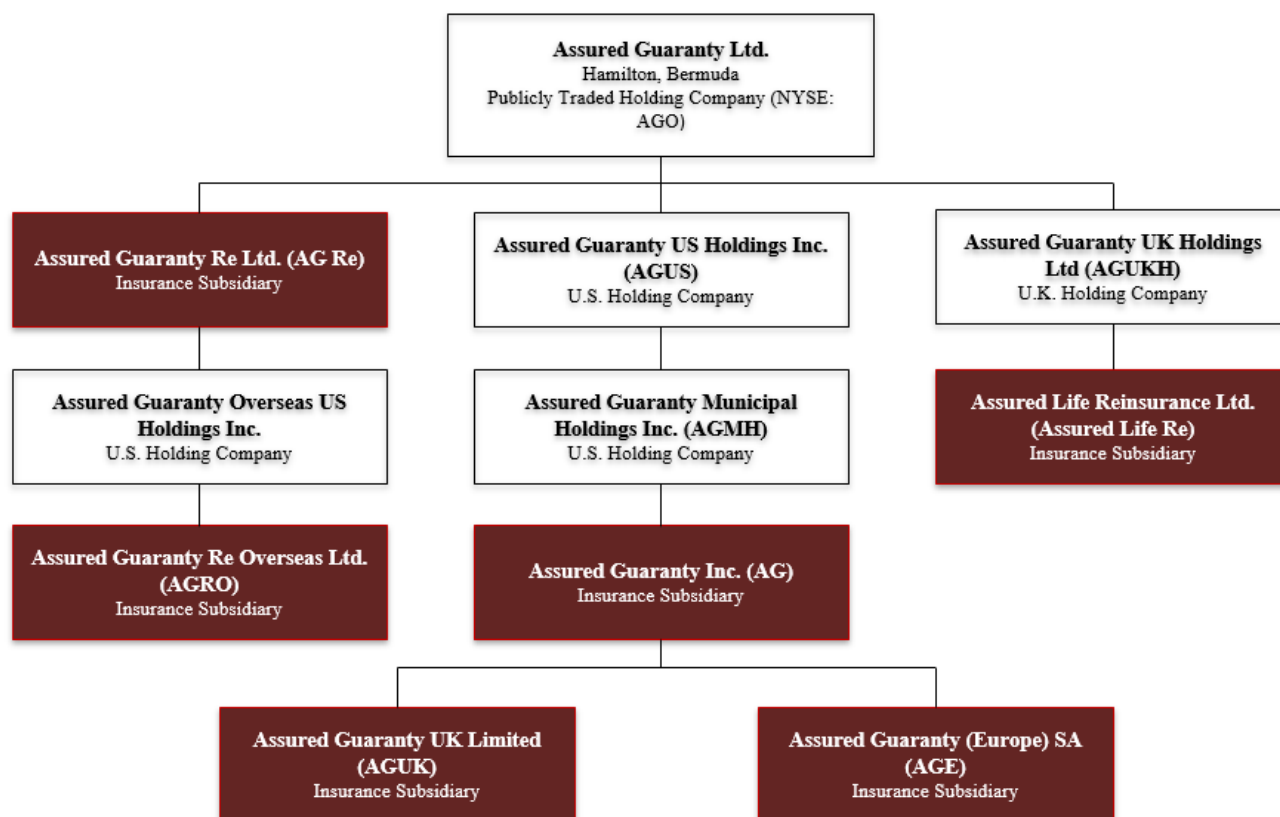 Assured Guaranty Ltd.
Hamilton, Bermuda
Publicly Traded Holding Company (NYSE:
AGO)
Assured Guaranty Re Ltd. (AG Re)
Insurance Subsidiary
Assured Guaranty US Holdings Inc.
(AGUS)
U.S. Holding Company
Assured Guaranty UK Holdings
Ltd (AGUKH)
U.K. Holding Company
Assured Guaranty Overseas US
Holdings Inc.
U.S. Holding Company
Assured Guaranty Municipal
Holdings Inc. (AGMH)
U.S. Holding Company
Assured Life Reinsurance Ltd.
(Assured Life Re)
Insurance Subsidiary
Assured Guaranty Re Overseas Ltd.
(AGRO)
Insurance Subsidiary
Assured Guaranty Inc. (AG)
Insurance Subsidiary
Assured Guaranty UK Limited
(AGUK)
Insurance Subsidiary
Assured Guaranty (Europe) SA
(AGE)
Insurance Subsidiary